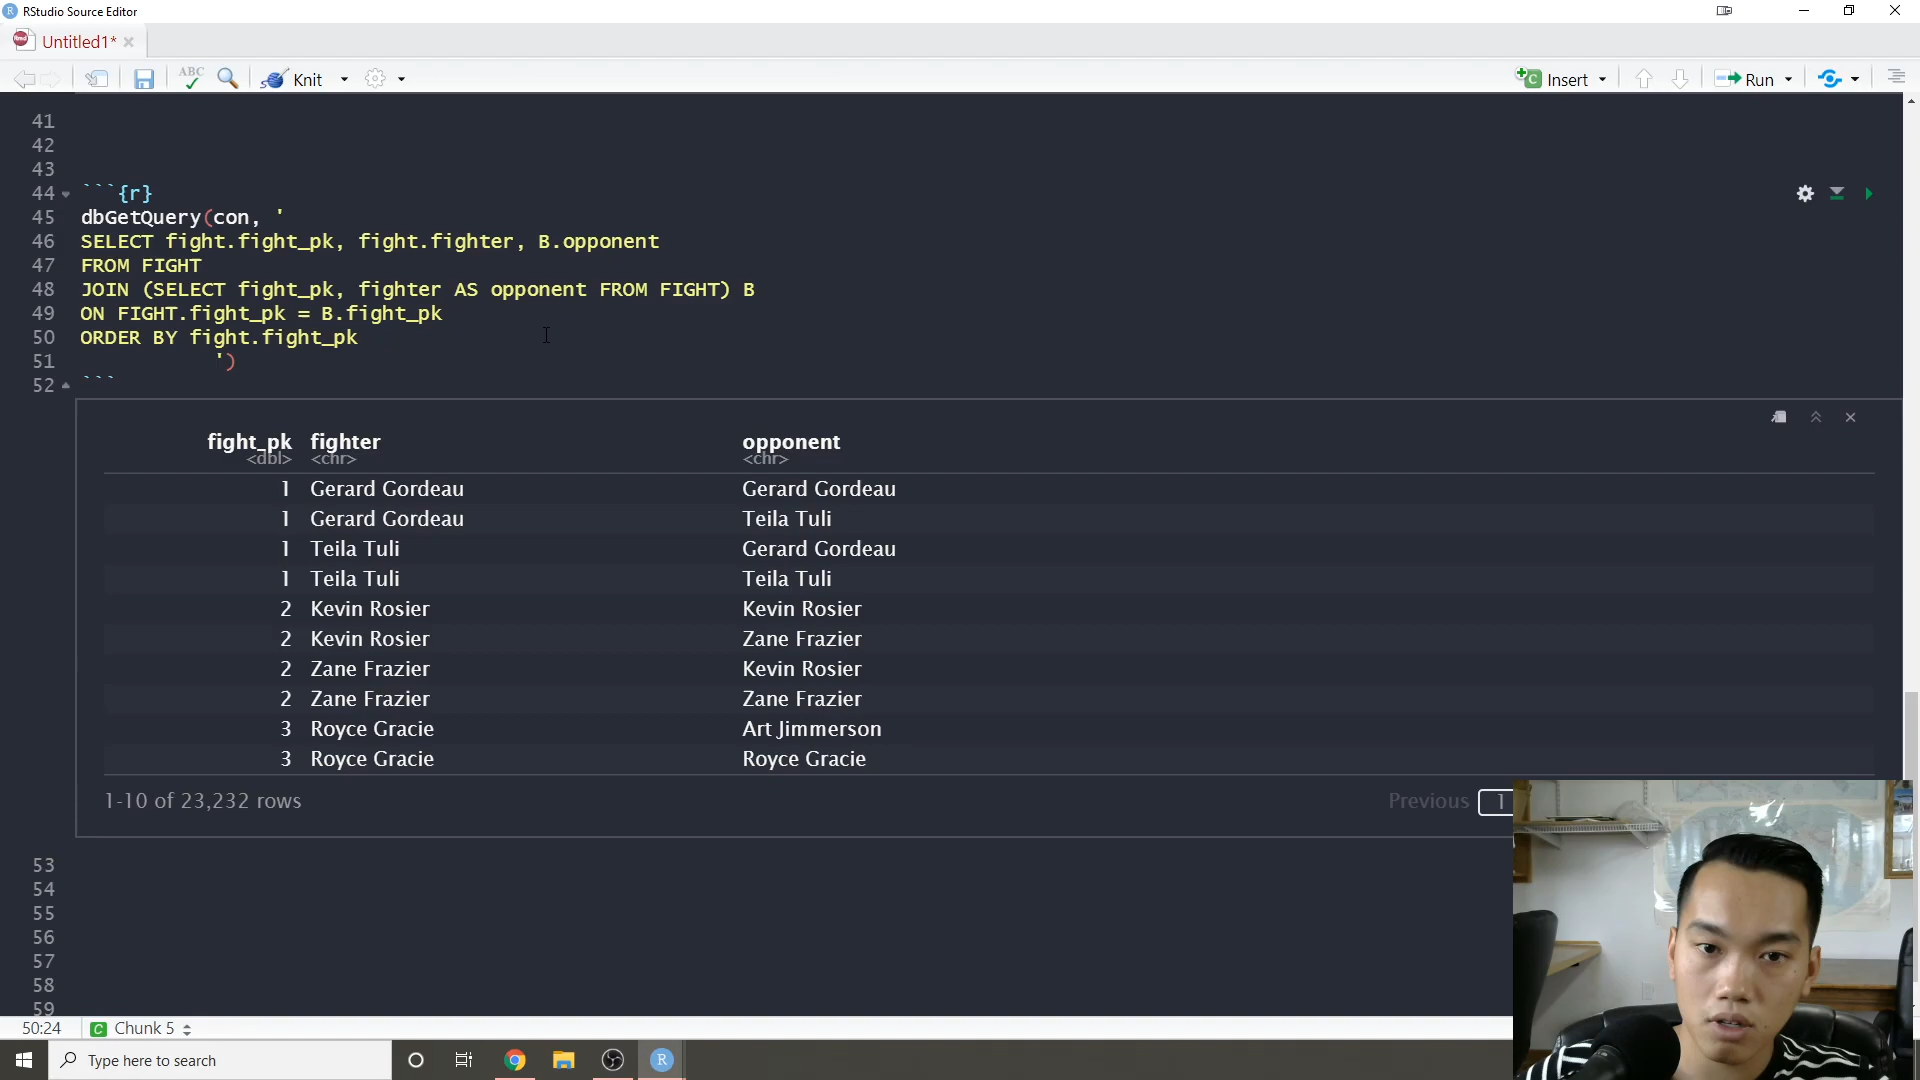 RStudio Source Editor
Untitled1*
ABC
Knit
Insert
Run
41
42
43
44 ```{r}
45 dbGetQuery(con, '
46 SELECT fight.fight_pk, fight.fighter, B.opponent
47 FROM FIGHT
48 JOIN (SELECT fight_pk, fighter AS opponent FROM FIGHT) B
49 ON FIGHT.fight_pk = B.fight_pk
50 ORDER BY fight.fight_pk
51 ')
52 ```
fight_pk fighter opponent
<dbl> <chr> <chr>
1 Gerard Gordeau Gerard Gordeau
1 Gerard Gordeau Teila Tuli
1 Teila Tuli Gerard Gordeau
1 Teila Tuli Teila Tuli
2 Kevin Rosier Kevin Rosier
2 Kevin Rosier Zane Frazier
2 Zane Frazier Kevin Rosier
2 Zane Frazier Zane Frazier
3 Royce Gracie Art Jimmerson
3 Royce Gracie Royce Gracie
1-10 of 23,232 rows Previous 1
53
54
55
56
57
58
59
50:24 C Chunk 5
Type here to search